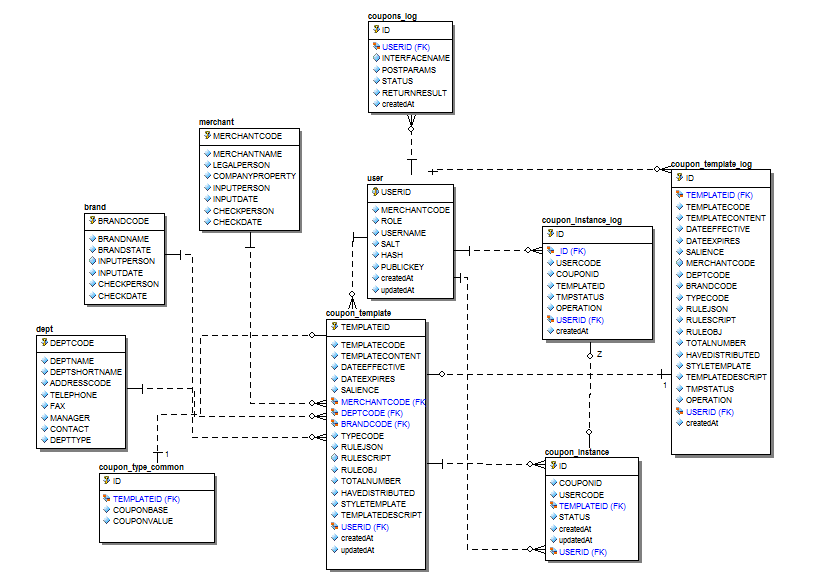 coupons_log
ID
USERID (FK)
INTERFACENAME
POSTPARAMS
STATUS
RETURNRESULT
createdAt
merchant
MERCHANTCODE
MERCHANTNAME
LEGALPERSON
COMPANYPROPERTY
INPUTPERSON
INPUTDATE
CHECKPERSON
CHECKDATE
brand
BRANDCODE
BRANDNAME
BRANDSTATE
INPUTPERSON
INPUTDATE
CHECKPERSON
CHECKDATE
dept
DEPTCODE
DEPTNAME
DEPTSHORTNAME
ADDRESSCODE
TELEPHONE
FAX
MANAGER
CONTACT
DEPTTYPE
coupon_type_common
1
ID
TEMPLATEID (FK)
COUPONBASE
COUPONVALUE
user
USERID
MERCHANTCODE
ROLE
USERNAME
SALT
HASH
PUBLICKEY
createdAt
updatedAt
coupon_template
TEMPLATEID
TEMPLATECODE
TEMPLATECONTENT
DATEEFFECTIVE
DATEEXPIRES
SALIENCE
MERCHANTCODE (FK
DEPTCODE (FK)
BRANDCODE (FK)
TYPECODE
RULEJSON
RULESCRIPT
RULEOBJ
TOTALNUMBER
HAVEDISTRIBUTED
STYLETEMPLATE
TEMPLATEDESCRIPT
USERID (FK)
createdAt
updatedAt
coupon_instance_log
ID
_ID (FK)
USERCODE
COUPONID
TEMPLATEID
TMPSTATUS
OPERATION
USERID (FK)
createdAt
Z
coupon_instance
ID
COUPONID
USERCODE
TEMPLATEID (FK)
STATUS
createdAt
updatedAt
USERID (FK)
coupon_template_log
ID
TEMPLATEID (FK)
TEMPLATECODE
TEMPLATECONTENT
DATEEFFECTIVE
DATEEXPIRES
SALIENCE
MERCHANTCODE
DEPTCODE
BRANDCODE
TYPECODE
RULEJSON
RULESCRIPT
RULEOBJ
TOTALNUMBER
HAVEDISTRIBUTED
STYLETEMPLATE
TEMPLATEDESCRIPT
TMPSTATUS
OPERATION
USERID (FK)
createdAt
1